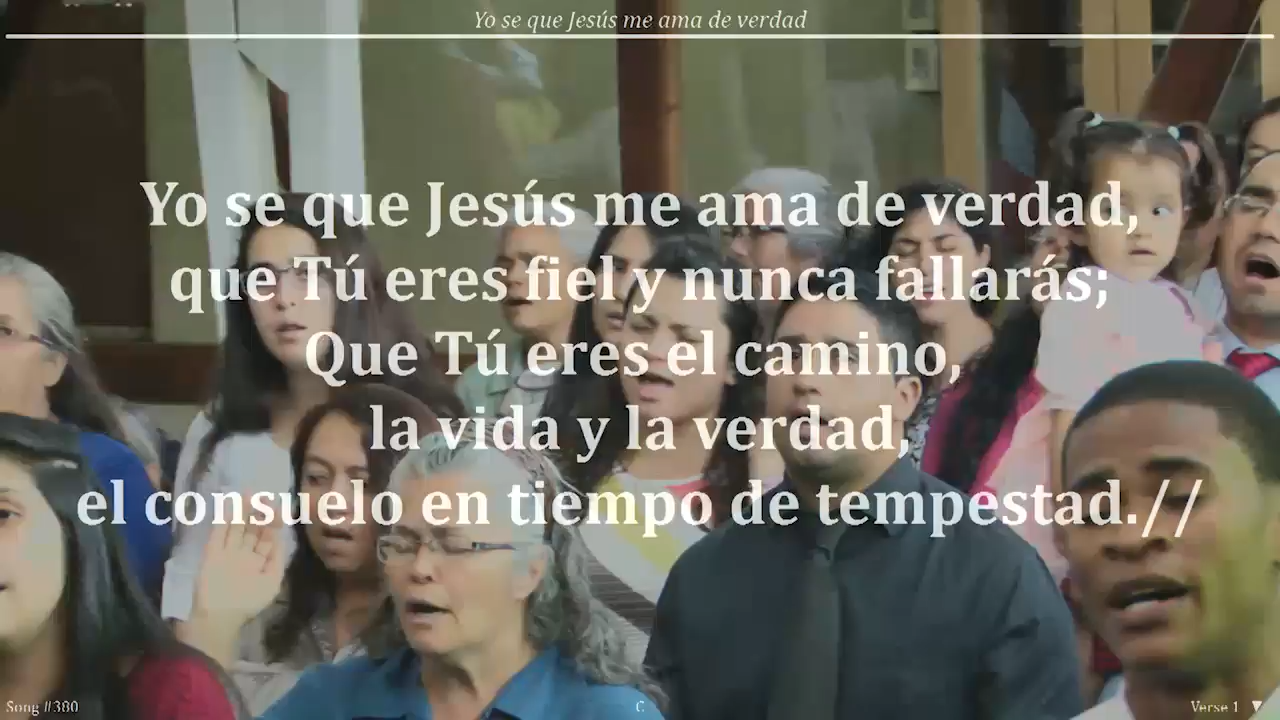 Yo se que Jesús me ama de verdad
Yo se que Jesús me ama de verdad,
que Tú eres fiel y nunca fallarás;
Que Tú eres el camino,
la vida y la verdad,
el consuelo en tiempo de tempestad.//
Song #380
C
Verse 1 ▼